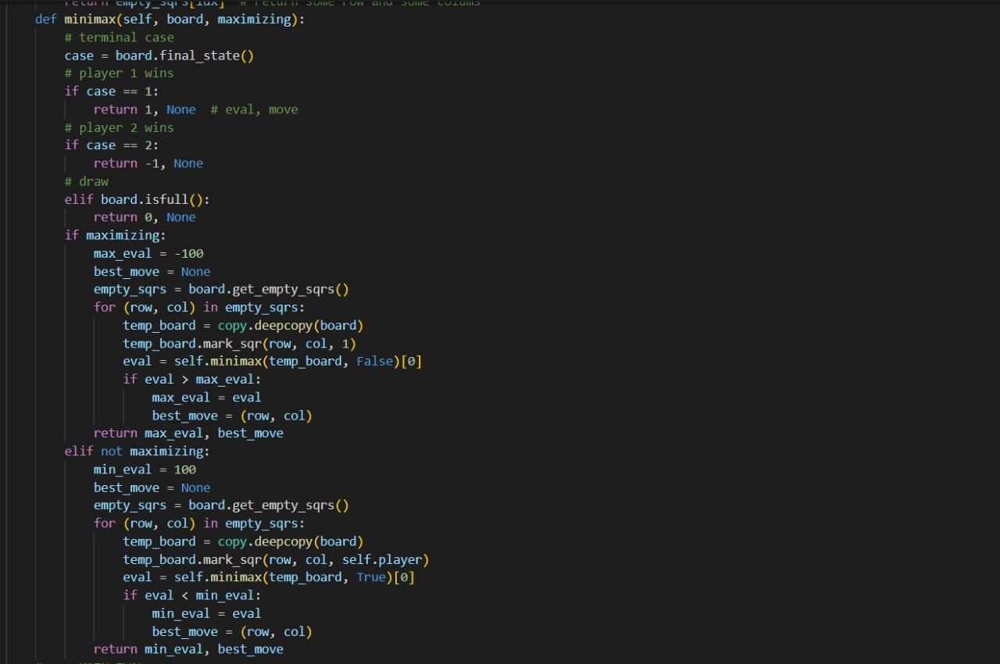 return empty_sqrs[idx] # return some row and some colums
def minimax(self, board, maximizing):
# terminal case
case = board.final_state()
# player 1 wins
if case == 1:
return 1, None # eval, move
# player 2 wins
if case == 2:
return -1, None
# draw
elif board.isfull():
return 0, None
if maximizing:
max_eval = -100
best_move = None
empty_sqrs = board.get_empty_sqrs()
for (row, col) in empty_sqrs:
temp_board = copy.deepcopy(board)
temp_board.mark_sqr(row, col, 1)
eval = self.minimax(temp_board, False)[0]
if eval > max_eval:
max_eval = eval
best_move = (row, col)
return max_eval, best_move
elif not maximizing:
min_eval = 100
best_move = None
empty_sqrs = board.get_empty_sqrs()
for (row, col) in empty_sqrs:
temp_board = copy.deepcopy(board)
temp_board.mark_sqr(row, col, self.player)
eval = self.minimax(temp_board, True)[0]
if eval < min_eval:
min_eval = eval
best_move = (row, col)
return min_eval, best_move